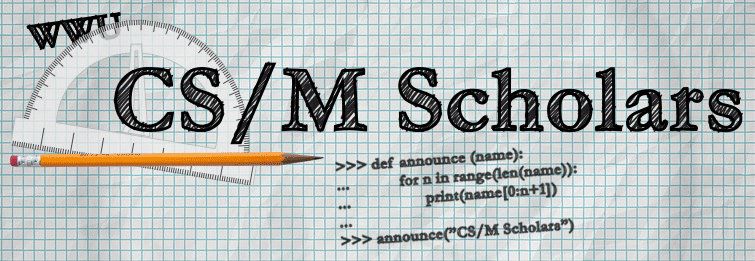 WWU
CS/M Scholars
>>> def announce (name):
... for n in range(len(name)):
... print(name[0:n+1])
...
>>> announce("CS/M Scholars")